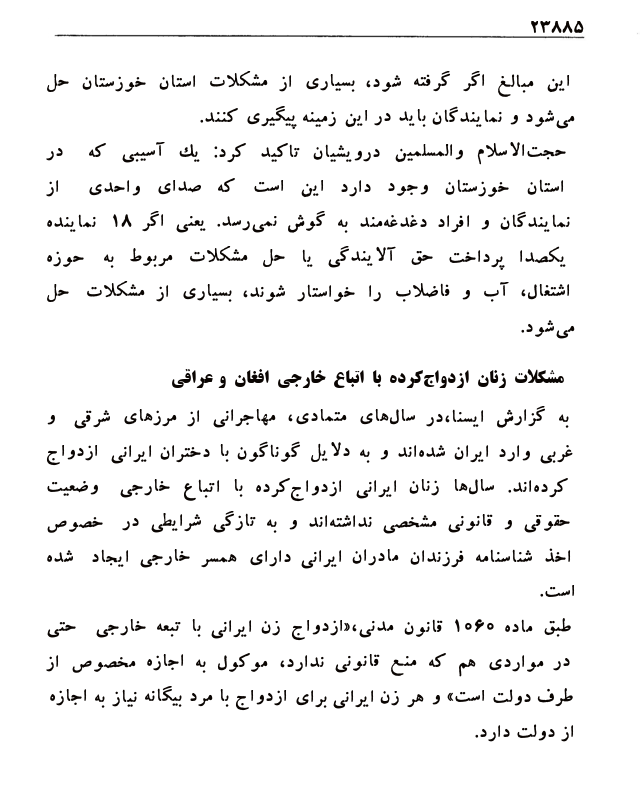 ۲۳۸۸۵
این مبالغ اگر گرفته شود، بسیاری از مشکلات استان خوزستان حل
می‌شود و نمایندگان باید در این زمینه پیگیری کنند.
حجت‌الاسلام والمسلمین درویشیان تاکید کرد: یك آسیبی که در
استان خوزستان وجود دارد این است که صدای واحدی از
نمایندگان و افراد دغدغه‌مند به گوش نمی‌رسد. یعنی اگر ۱۸ نماینده
یکصدا پرداخت حق آلایندگی یا حل مشکلات مربوط به حوزه
اشتغال، آب و فاضلاب را خواستار شوند، بسیاری از مشکلات حل
می‌شود.
مشکلات زنان ازدواج‌کرده با اتباع خارجی افغان و عراقی
به گزارش ایسنا،در سال‌های متمادی، مهاجرانی از مرزهای شرقی و
غربی وارد ایران شده‌اند و به دلایل گوناگون با دختران ایرانی ازدواج
کرده‌اند. سال‌ها زنان ایرانی ازدواج‌کرده با اتباع خارجی وضعیت
حقوقی و قانونی مشخصی نداشته‌اند و به تازگی شرایطی در خصوص
اخذ شناسنامه فرزندان مادران ایرانی دارای همسر خارجی ایجاد شده
است.
طبق ماده ۱۰۶۰ قانون مدنی،«ازدواج زن ایرانی با تبعه خارجی حتی
در مواردی هم که منع قانونی ندارد، موکول به اجازه مخصوص از
طرف دولت است» و هر زن ایرانی برای ازدواج با مرد بیگانه نیاز به اجازه
از دولت دارد.